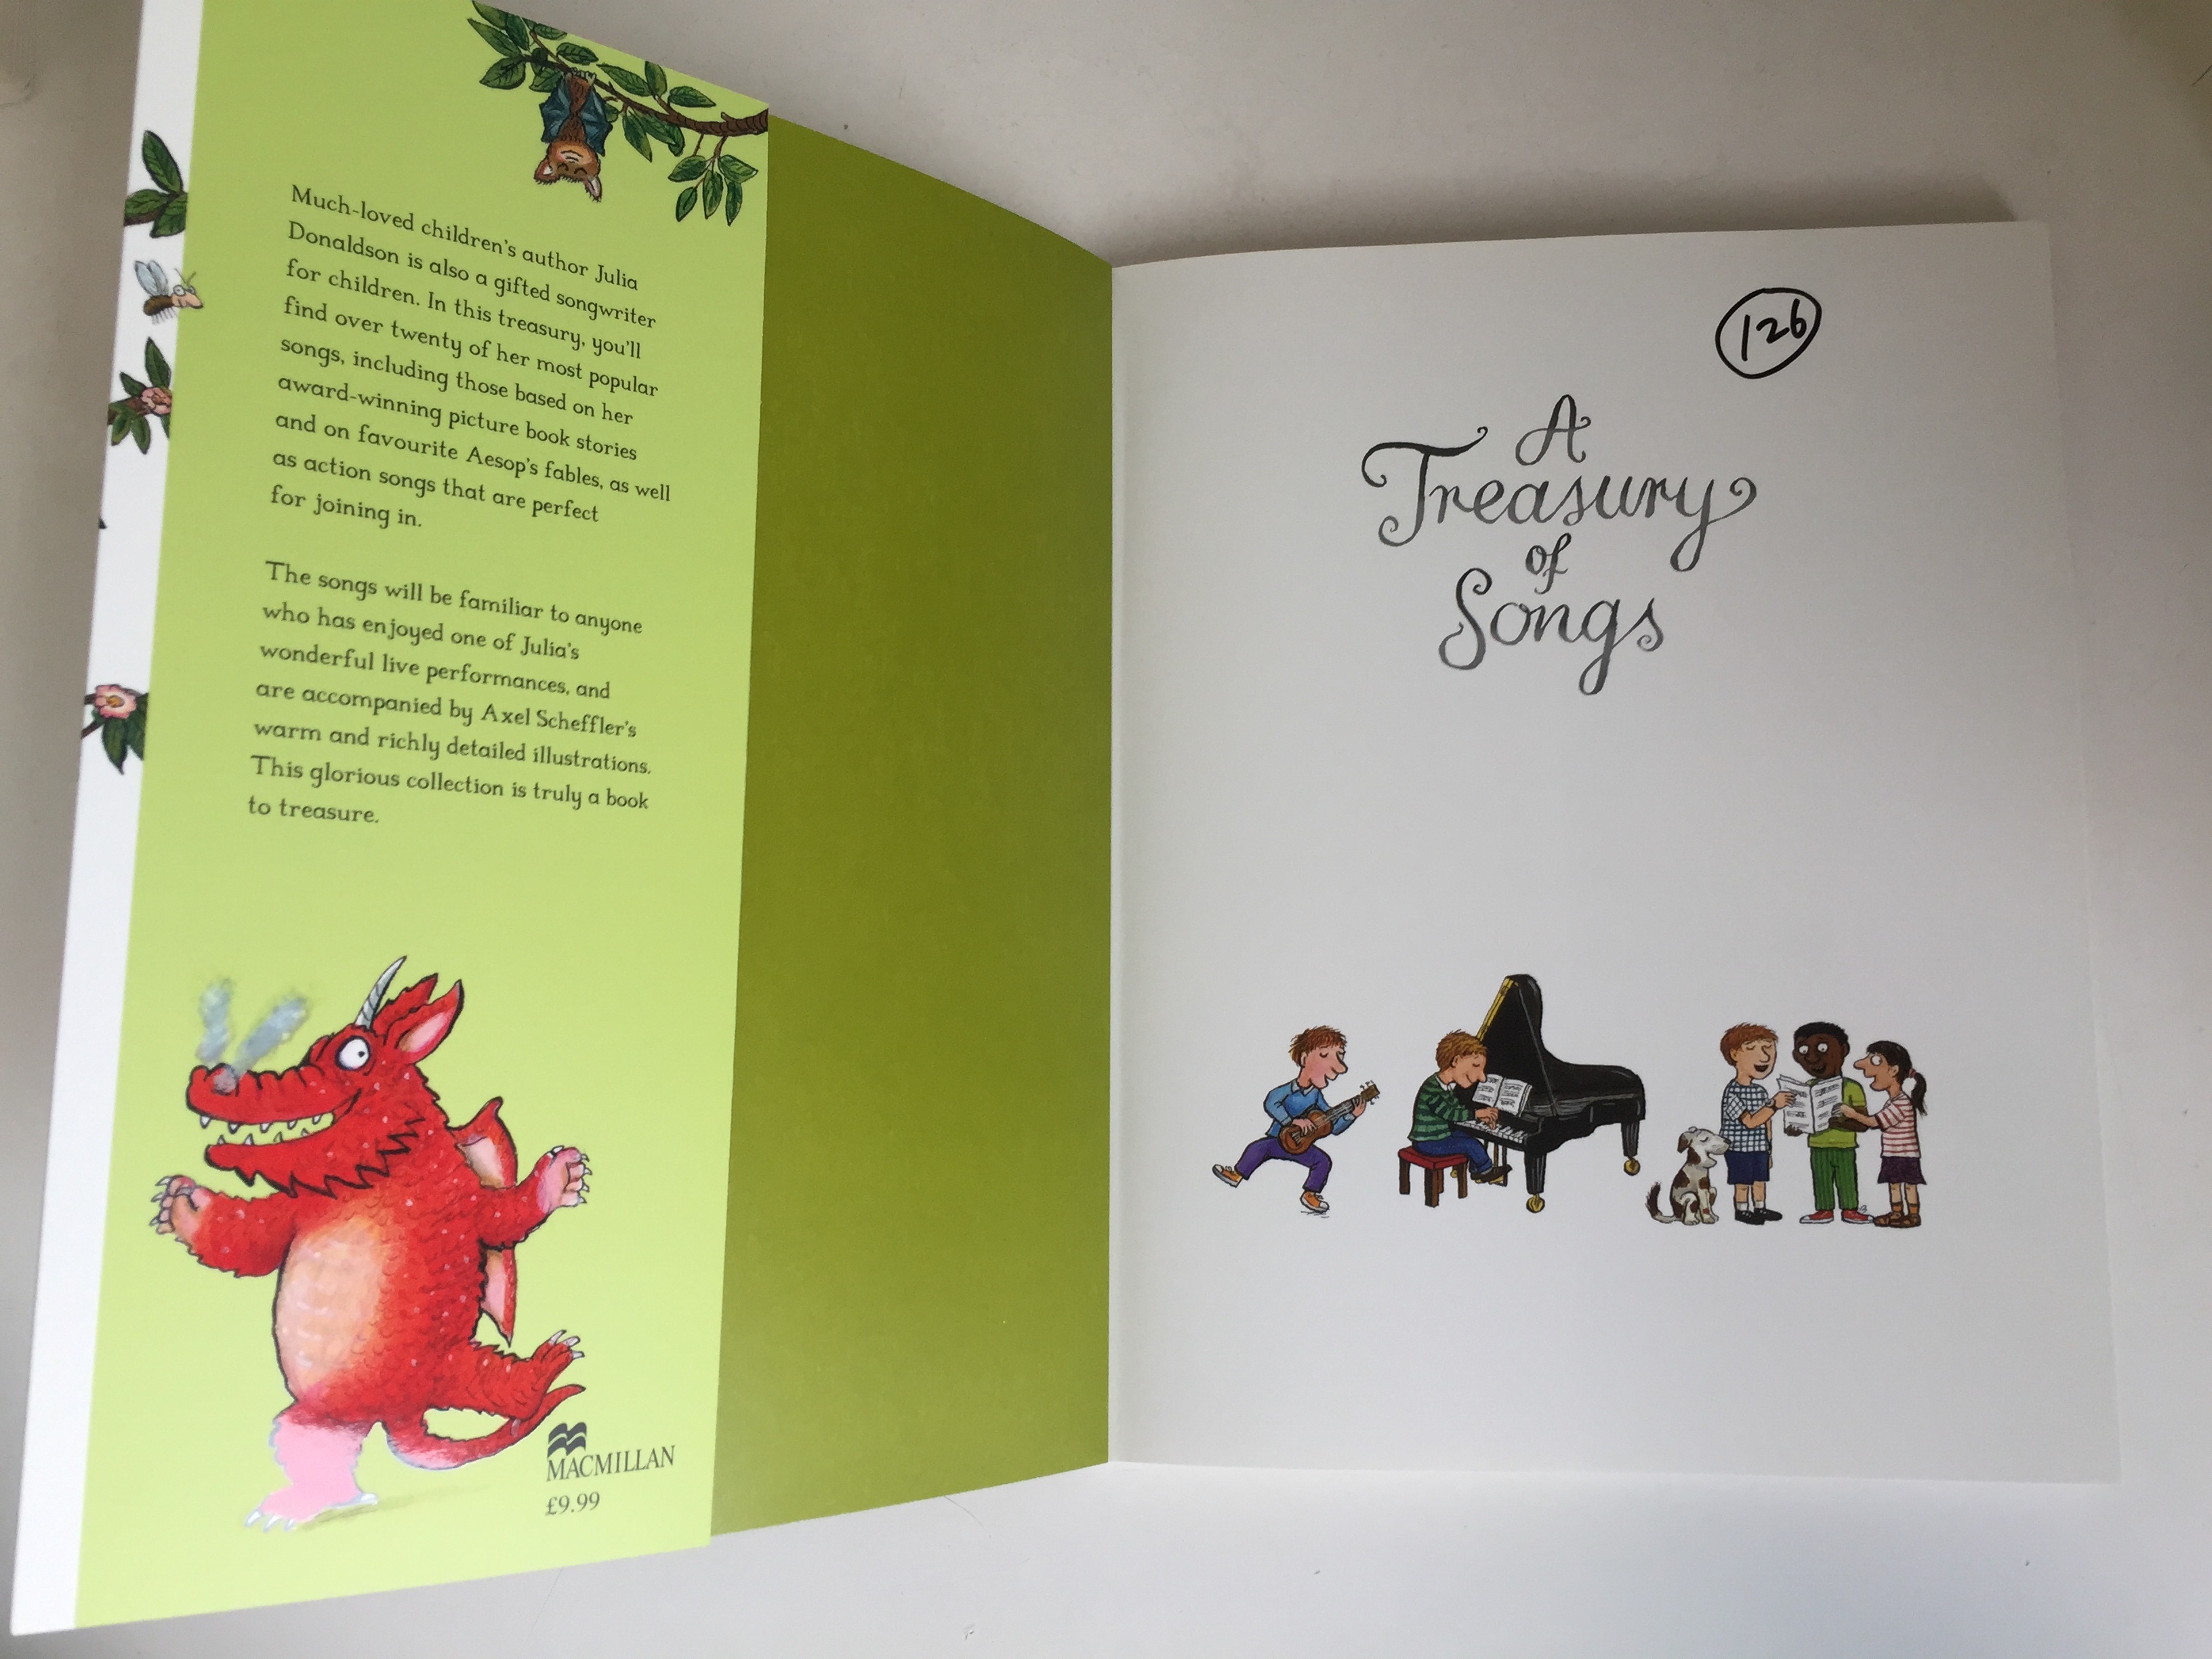 Much-loved children's author Julia
Donaldson is also a gifted songwriter
for children. In this treasury, you'll
find over twenty of her most popular
songs, including those based on her
award-winning picture book stories
and on favourite Aesop's fables, as well
as action songs that are perfect
for joining in.
The songs will be familiar to anyone
who has enjoyed one of Julia's
wonderful live performances, and
are accompanied by Axel Scheffler's
warm and richly detailed illustrations.
This glorious collection is truly a book
to treasure.
MACMILLAN
£9.99
126
A
Treasury
of
Songs